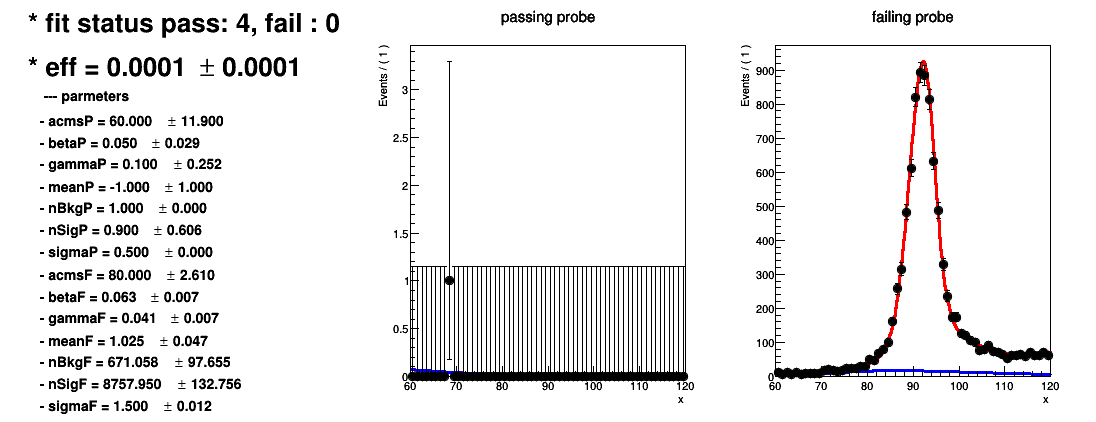 * fit status pass: 4, fail : 0
* eff = 0.0001 ± 0.0001
--- parmeters
- acmsP = 60.000 ± 11.900
- betaP = 0.050 ± 0.029
- gammaP = 0.100 ± 0.252
- meanP = -1.000 ± 1.000
- nBkgP = 1.000 ± 0.000
- nSigP = 0.900 ± 0.606
- sigmaP = 0.500 ± 0.000
- acmsF = 80.000 ± 2.610
- betaF = 0.063 ± 0.007
- gammaF = 0.041 ± 0.007
- meanF = 1.025 ± 0.047
- nBkgF = 671.058 ± 97.655
- nSigF = 8757.950 ± 132.756
- sigmaF = 1.500 ± 0.012
passing probe
Events / ( 1 )
3
2.5
2
1.5
1
0.5
0
60 70 80 90 100 110 120
x
failing probe
Events / ( 1 )
900
800
700
600
500
400
300
200
100
0
60 70 80 90 100 110 120
x